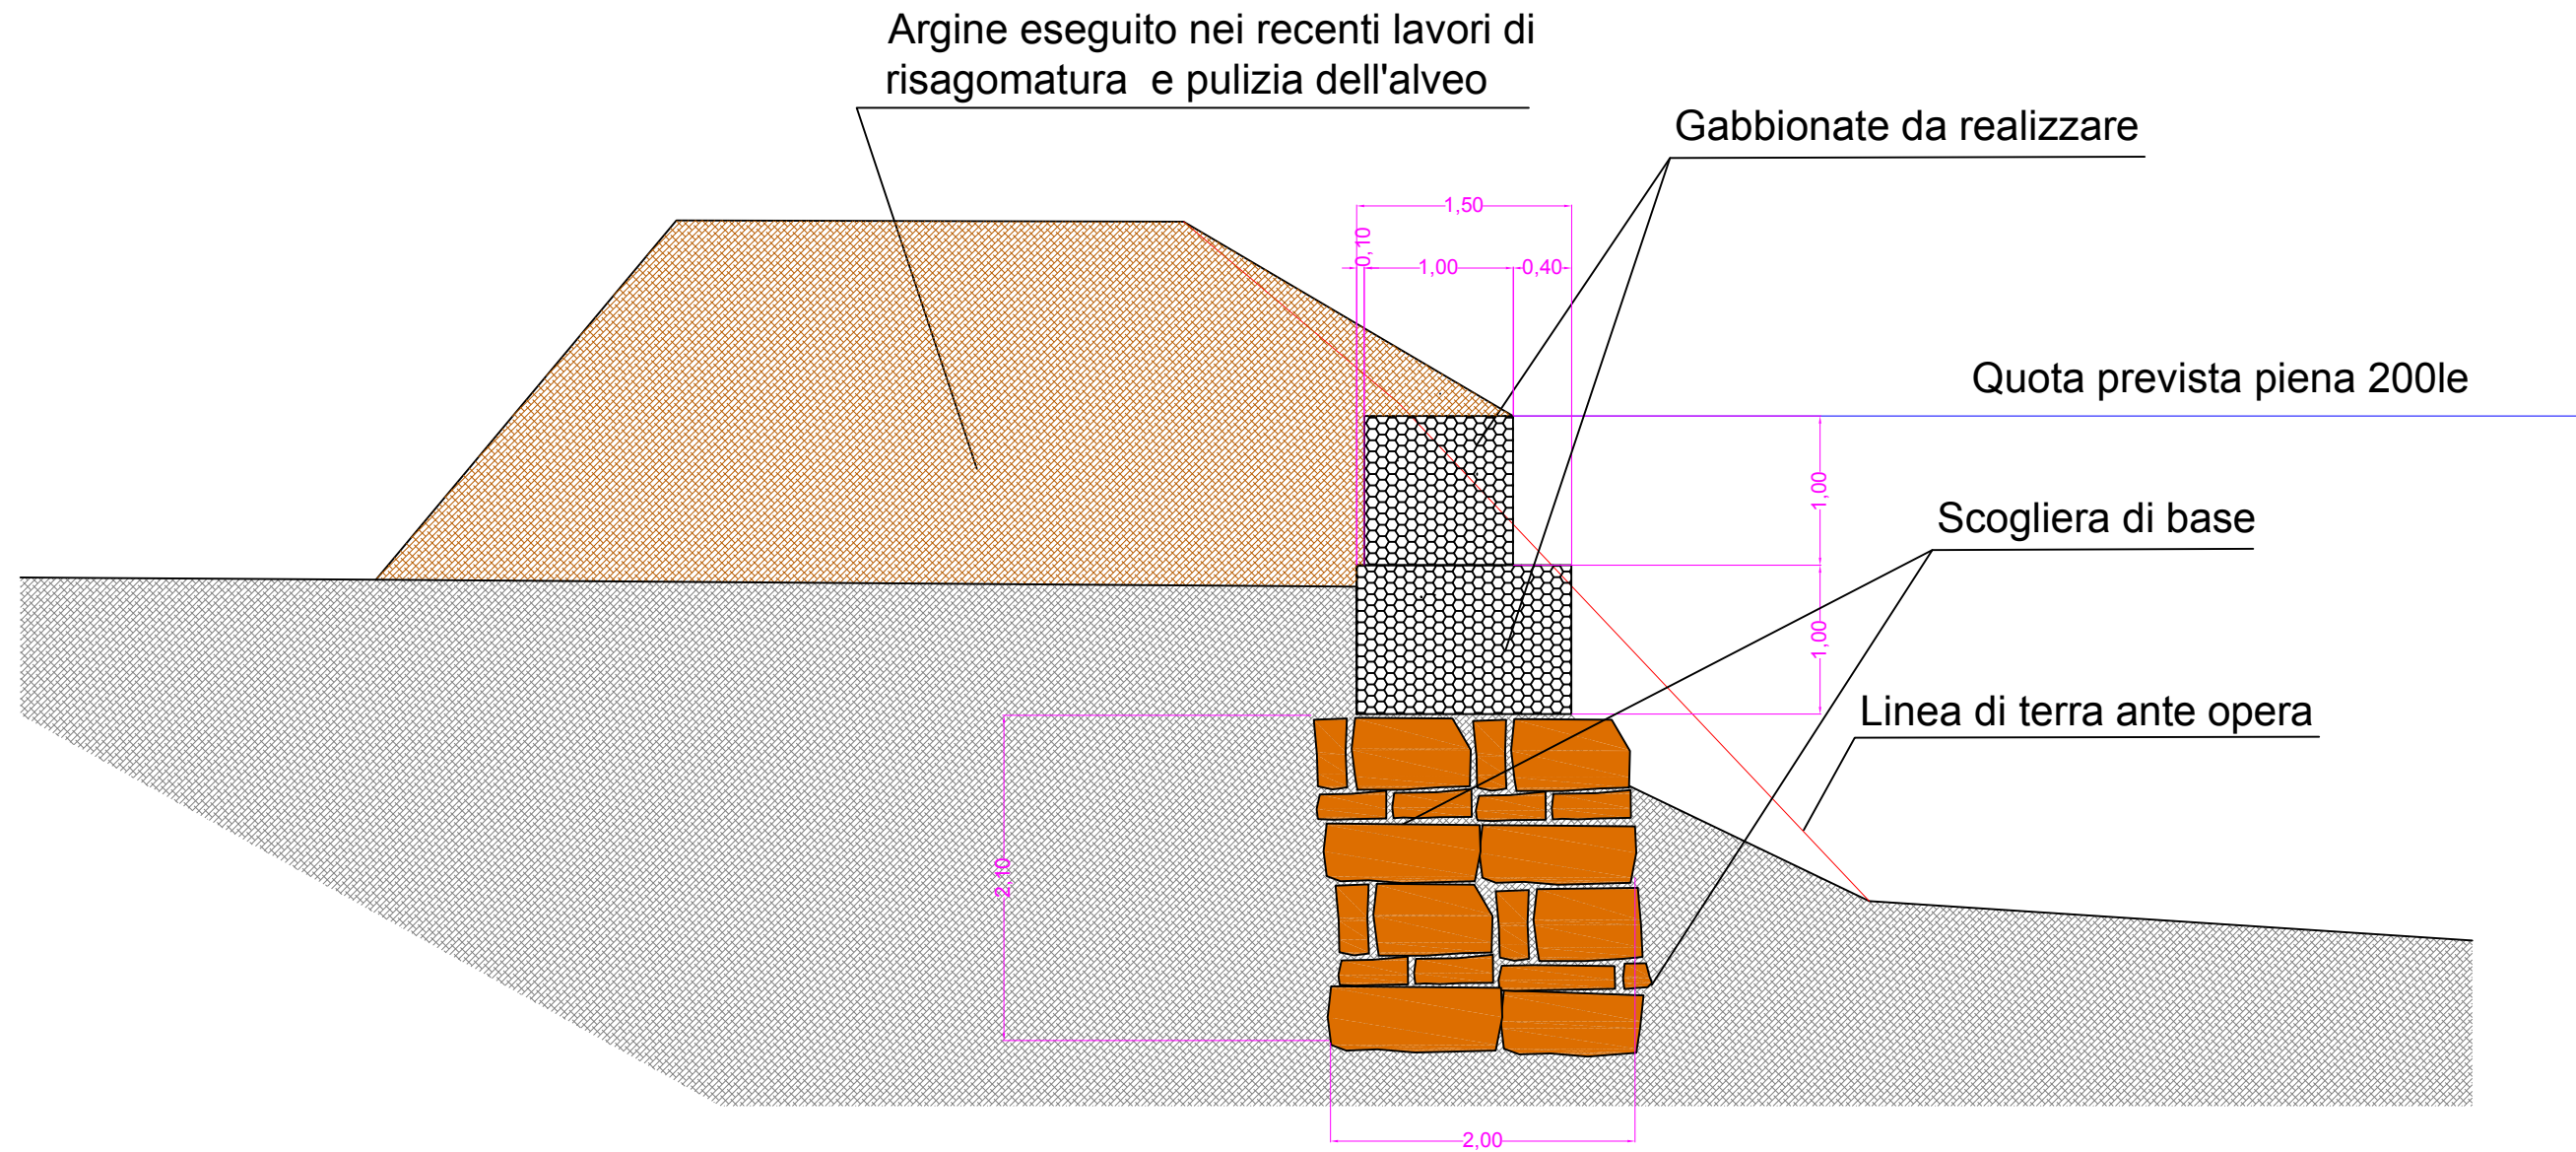 Argine eseguito nei recenti lavori di
risagomatura e pulizia dell'alveo
Gabbionate da realizzare
1,50
0,10
1,00
0,40
Quota prevista piena 200le
1,00
Scogliera di base
1,00
Linea di terra ante opera
2,10
2,00